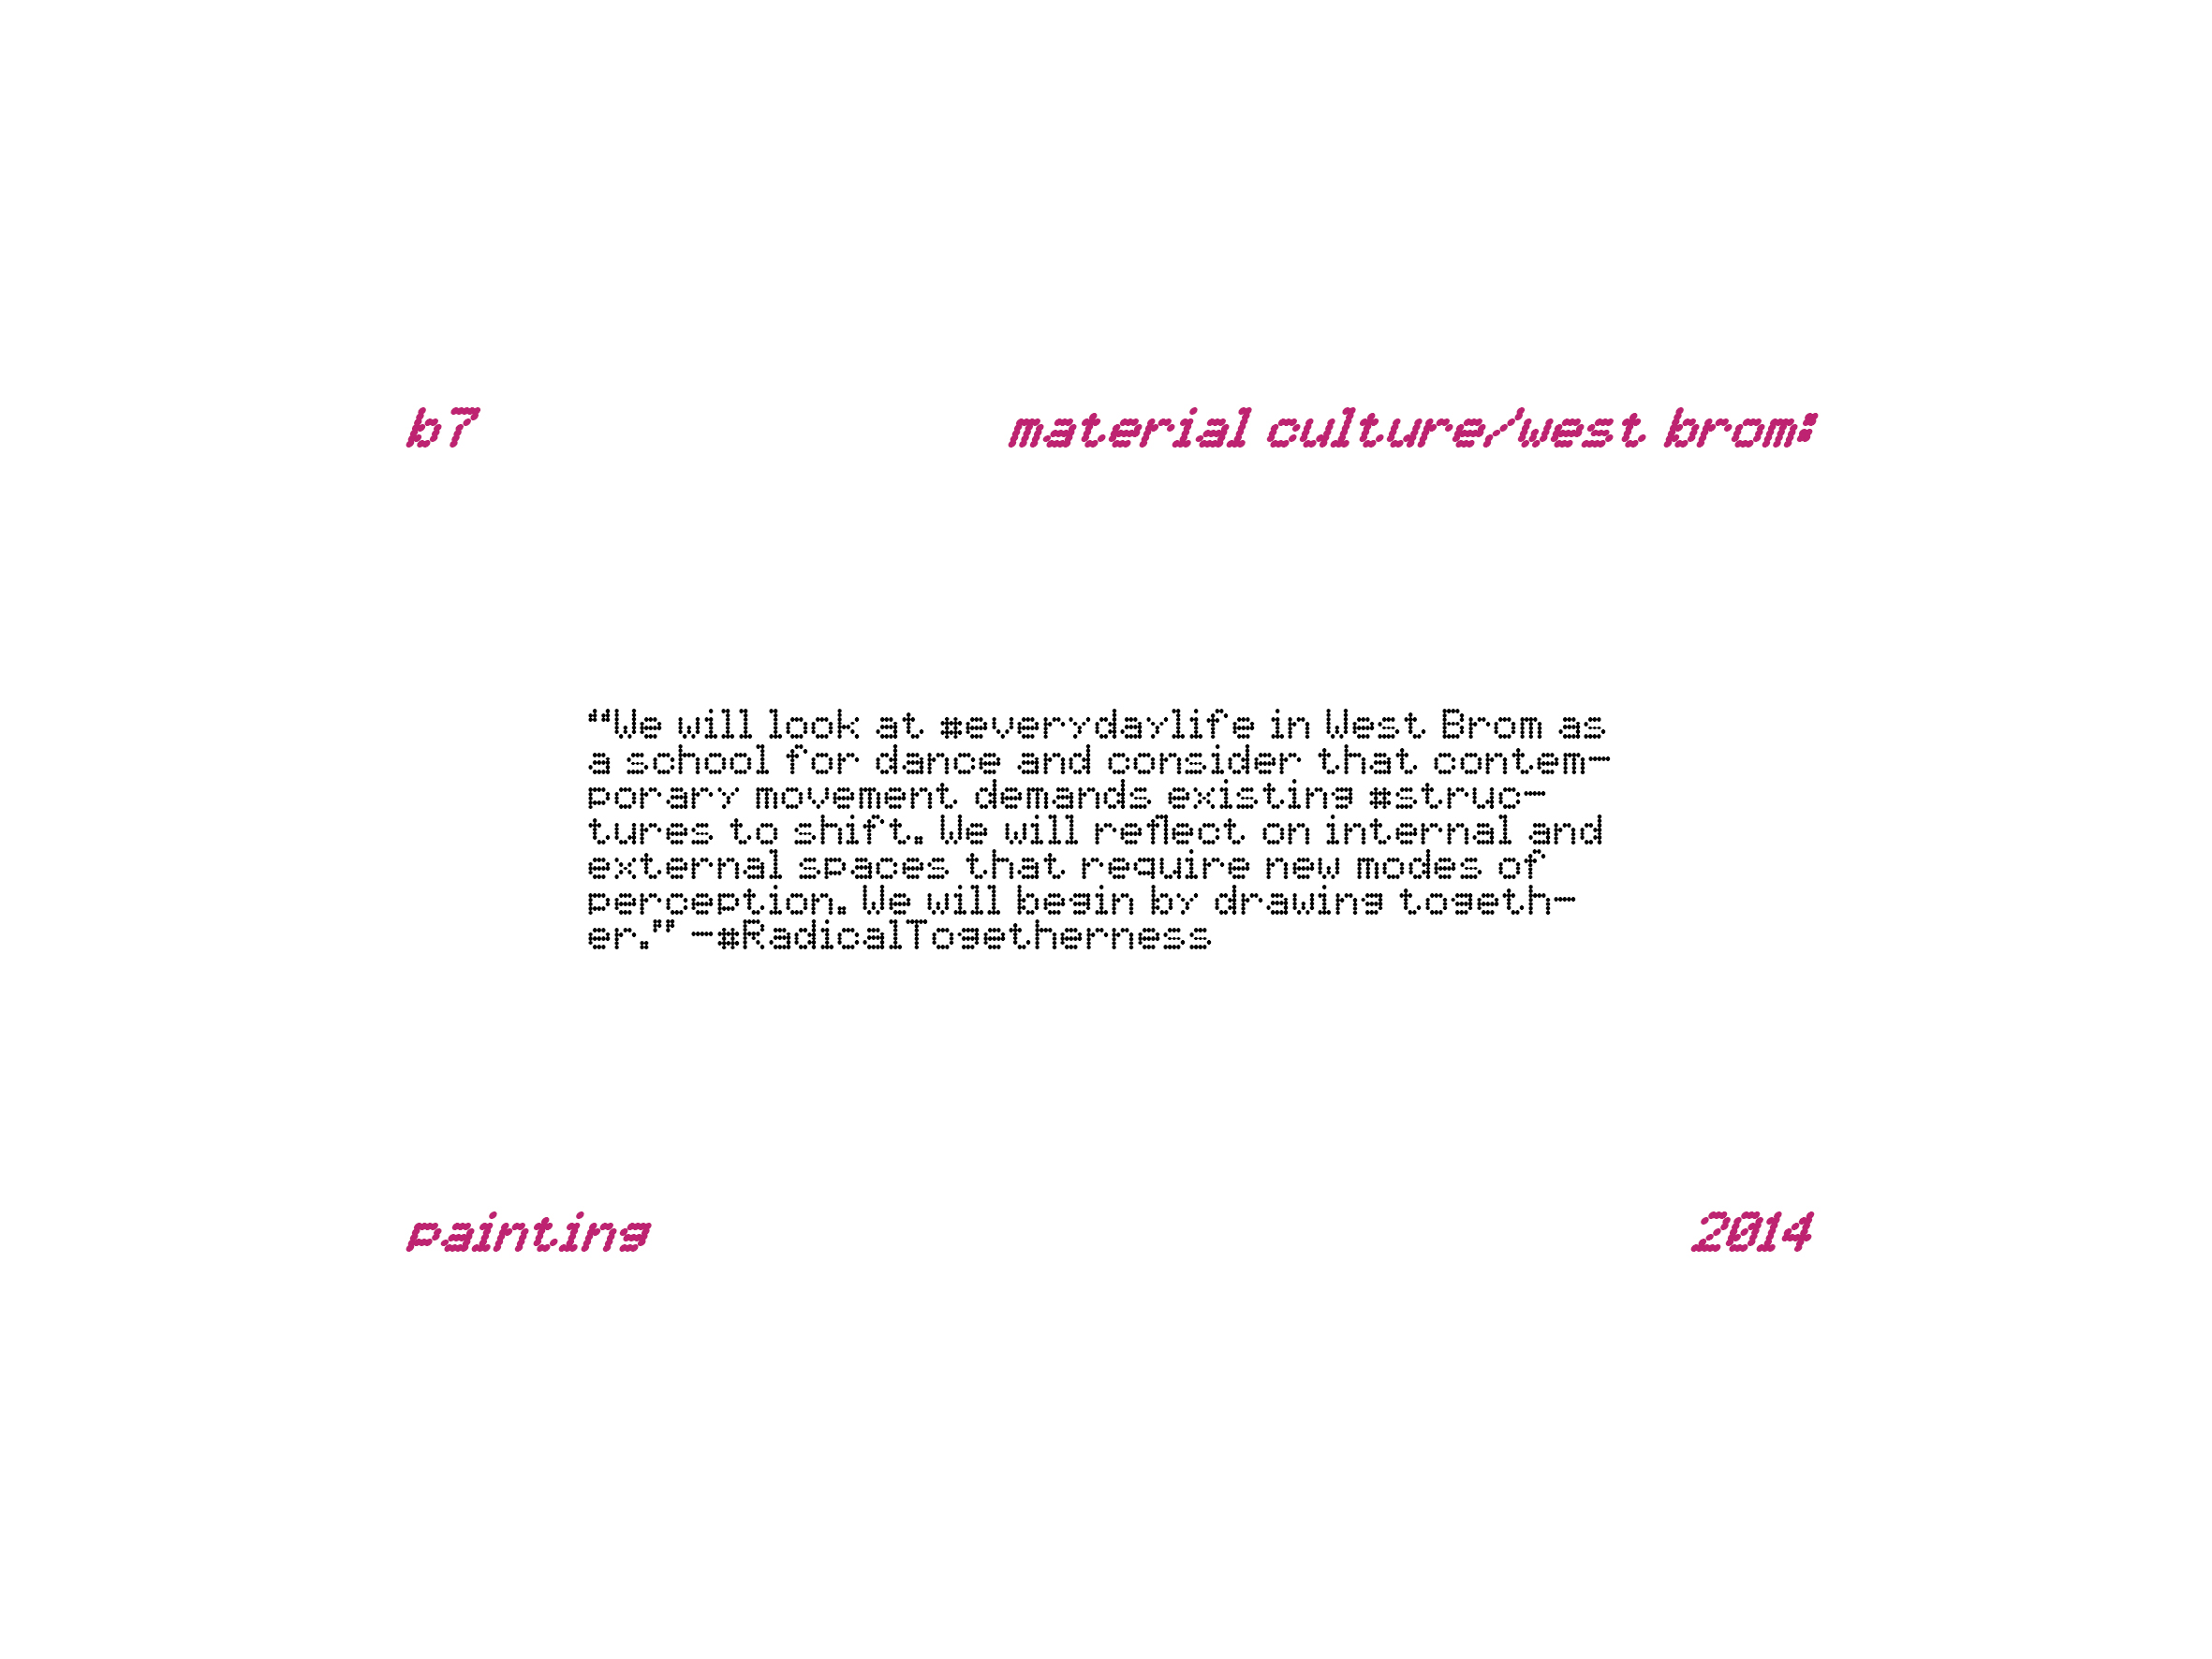 b7
material culture/west brom:
“We will look at #everydaylife in West Brom as
a school for dance and consider that contem-
porary movement demands existing #struc-
tures to shift. We will reflect on internal and
external spaces that require new modes of
perception. We will begin by drawing togeth-
er.” -#RadicalTogetherness
painting
2014